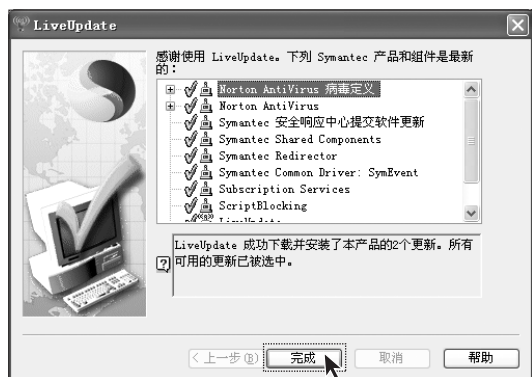 LiveUpdate
感谢使用 LiveUpdate。下列 Symantec 产品和组件是最新
的：
Norton AntiVirus 病毒定义
Norton AntiVirus
Symantec 安全响应中心提交软件更新
Symantec Shared Components
Symantec Redirector
Symantec Common Driver: SymEvent
Subscription Services
ScriptBlocking
LiveUpdate
LiveUpdate 成功下载并安装了本产品的2个更新。所有
可用的更新已被选中。
< 上一步(B)
完成
取消
帮助